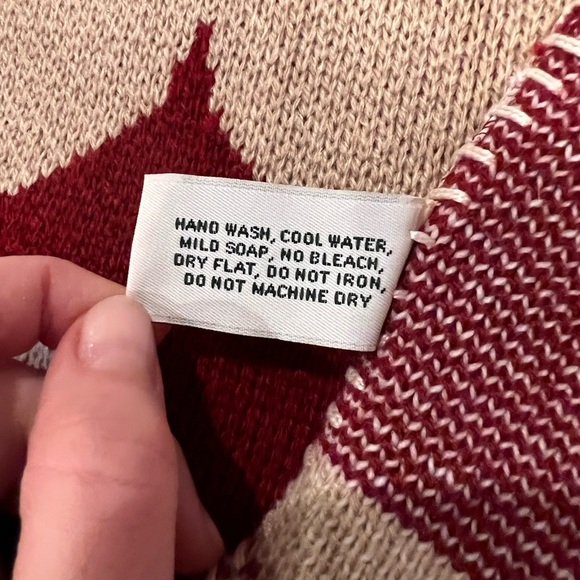 HAND WASH, COOL WATER,
MILD SOAP, NO BLEACH,
DRY FLAT, DO NOT IRON,
DO NOT MACHINE DRY